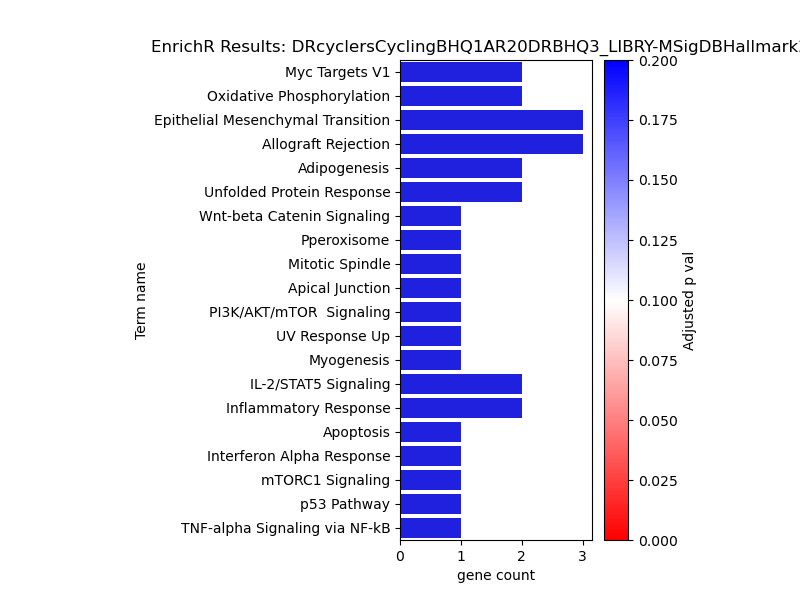 EnrichR Results: DRcyclersCyclingBHQ1AR20DRBHQ3_LIBRY-MSigDBHallmark
Myc Targets V1
Oxidative Phosphorylation
Epithelial Mesenchymal Transition
Allograft Rejection
Adipogenesis
Unfolded Protein Response
Wnt-beta Catenin Signaling
Pperoxisome
Mitotic Spindle
Apical Junction
PI3K/AKT/mTOR  Signaling
UV Response Up
Myogenesis
IL-2/STAT5 Signaling
Inflammatory Response
Apoptosis
Interferon Alpha Response
mTORC1 Signaling
p53 Pathway
TNF-alpha Signaling via NF-kB
Term name
0 1 2 3
gene count
0.200
0.175
0.150
0.125
0.100
0.075
0.050
0.025
0.000
Adjusted p val